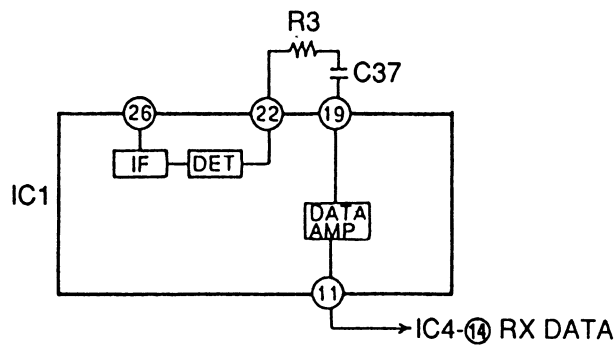 R3
C37
26
22
19
IF
DET
IC1
DATA
AMP
11
IC4-⑭ RX DATA